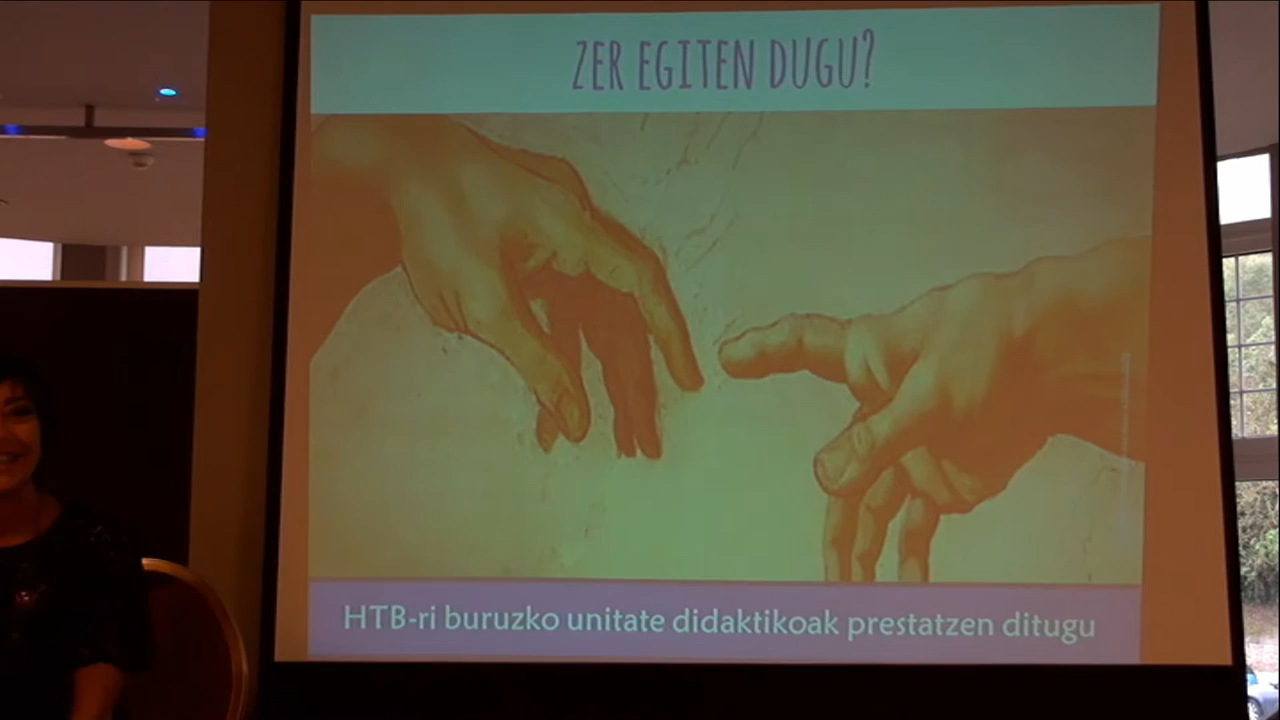 ZER EGITEN DUGU?
HTB-ri buruzko unitate didaktikoak prestatzen ditugu